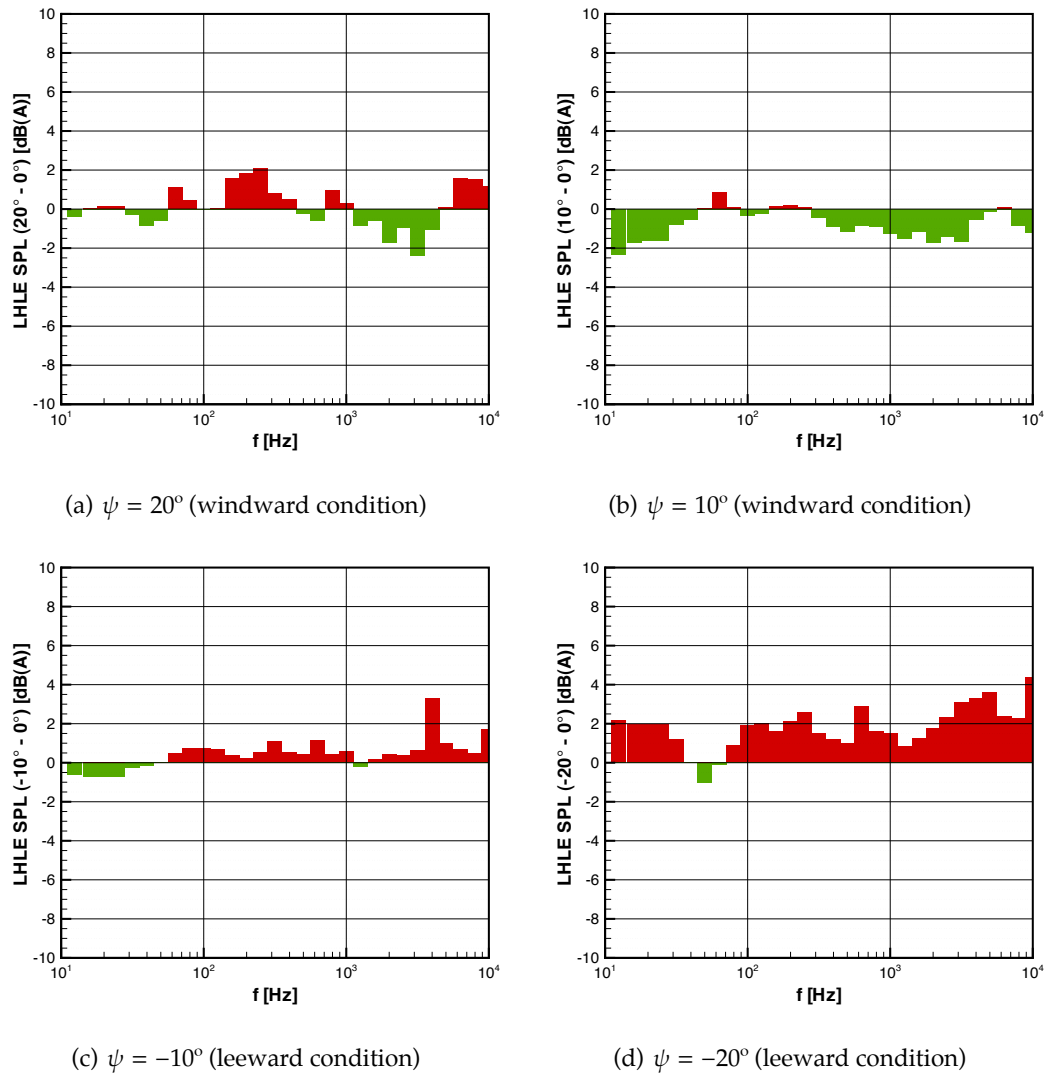 10
8
6
4
2
0
-2
-4
-6
-8
-10
LHLE SPL (20° - 0°) [dB(A)]
10¹ 10² 10³ 10⁴
f [Hz]
(a) ψ = 20º (windward condition)
10
8
6
4
2
0
-2
-4
-6
-8
-10
LHLE SPL (10° - 0°) [dB(A)]
10¹ 10² 10³ 10⁴
f [Hz]
(b) ψ = 10º (windward condition)
10
8
6
4
2
0
-2
-4
-6
-8
-10
LHLE SPL (-10° - 0°) [dB(A)]
10¹ 10² 10³ 10⁴
f [Hz]
(c) ψ = −10º (leeward condition)
10
8
6
4
2
0
-2
-4
-6
-8
-10
LHLE SPL (-20° - 0°) [dB(A)]
10¹ 10² 10³ 10⁴
f [Hz]
(d) ψ = −20º (leeward condition)